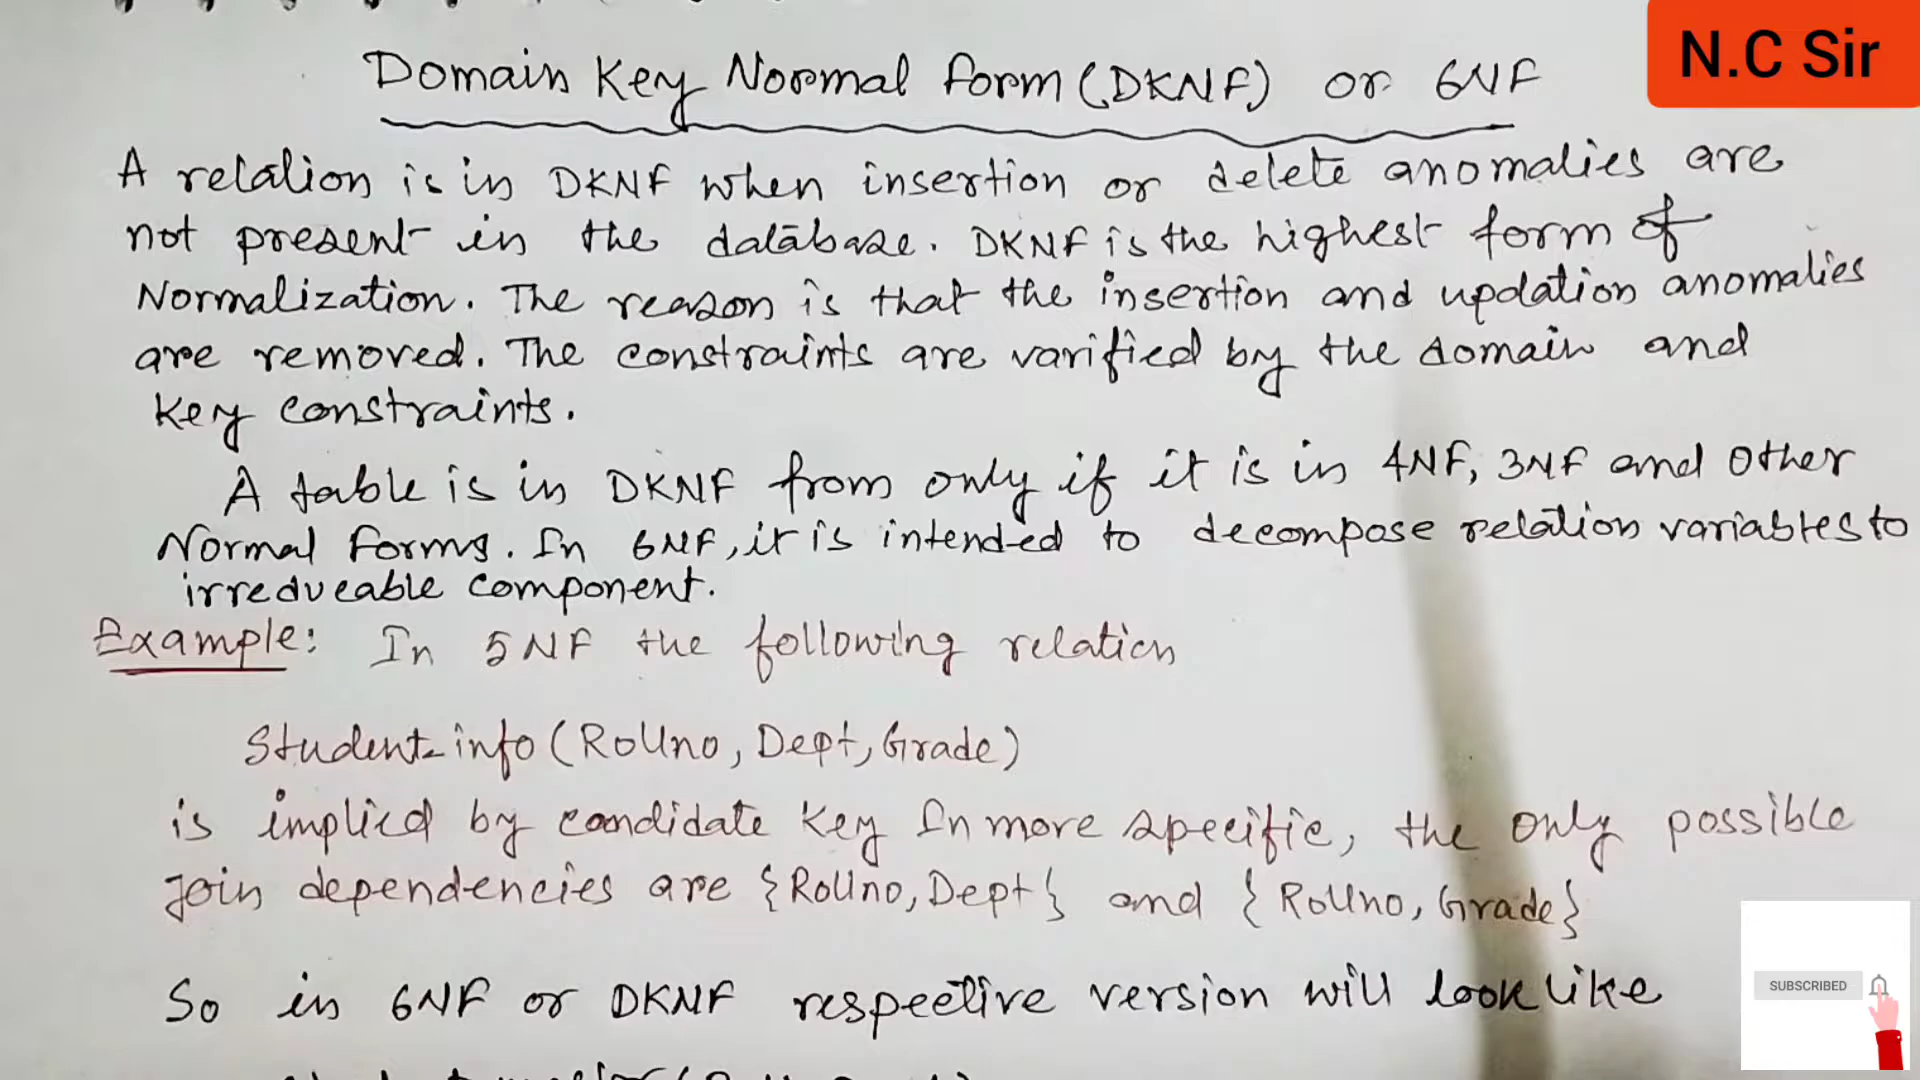 N.C Sir
Domain Key Normal Form (DKNF) or 6NF
A relation is in DKNF when insertion or delete anomalies are
not present in the database. DKNF is the highest form of
Normalization. The reason is that the insertion and updation anomalies
are removed. The constraints are varified by the domain and
Key constraints.
A table is in DKNF from only if it is in 4NF, 3NF and other
Normal Forms. In 6NF, it is intended to decompose relation variables to
irreduceable component.
Example: In 5NF the following relation
Student_info (Rollno, Dept, Grade)
is implied by candidate Key In more specific, the only possible
Join dependencies are {Rollno, Dept} and {Rollno, Grade}
So in 6NF or DKNF respective version will look like
SUBSCRIBED